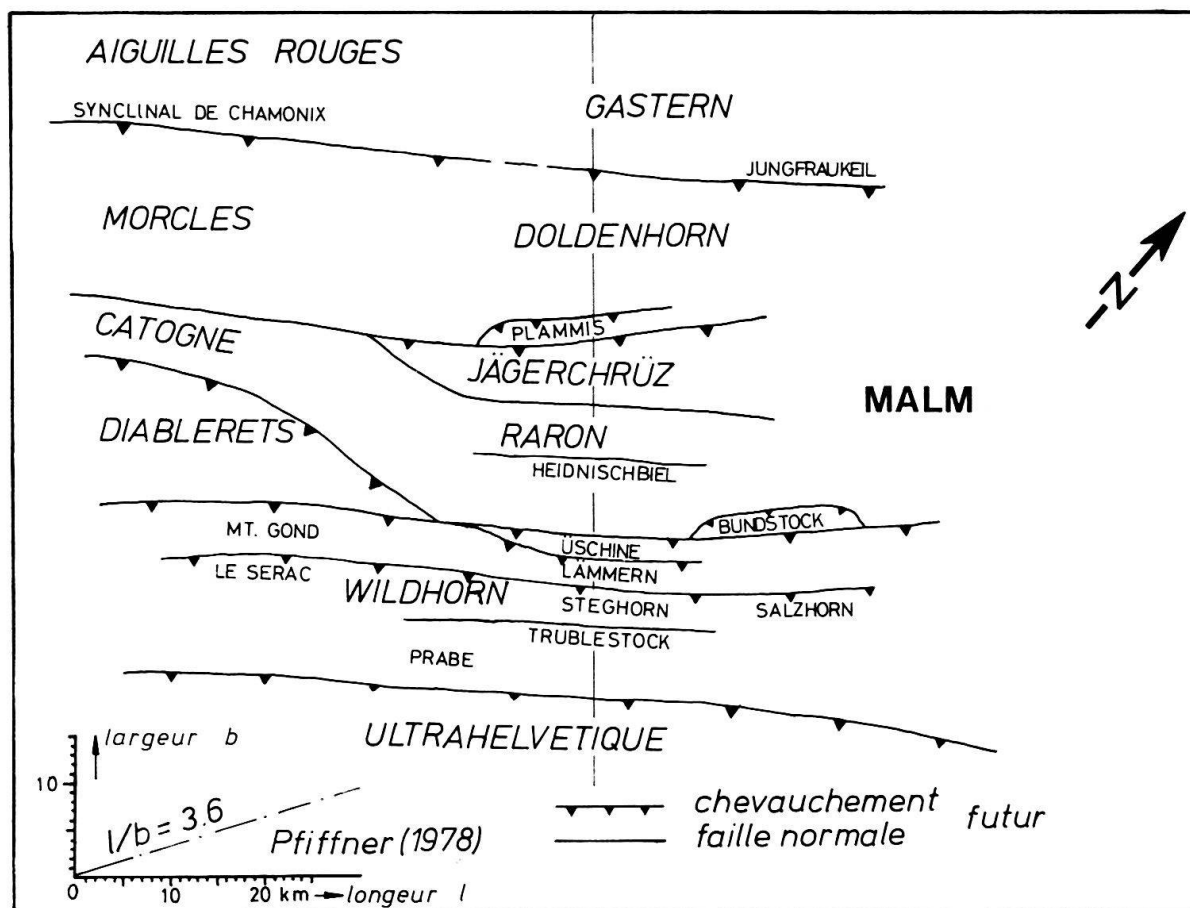 AIGUILLES ROUGES
SYNCLINAL DE CHAMONIX
GASTERN
JUNGFRAUKEIL
MORCLES
DOLDENHORN
N
CATOGNE
PLAMMIS
JÄGERCHRÜZ
MALM
DIABLERETS
RARON
HEIDNISCHBIEL
BUNDSTOCK
MT. GOND
ÜSCHINE
LE SERAC
LÄMMERN
WILDHORN
STEGHORN
SALZHORN
TRUBLESTOCK
PRABE
ULTRAHELVETIQUE
largeur b
10
l/b = 3.6
Pfiffner (1978)
chevauchement
faille normale
futur
0 10 20 km → longeur l